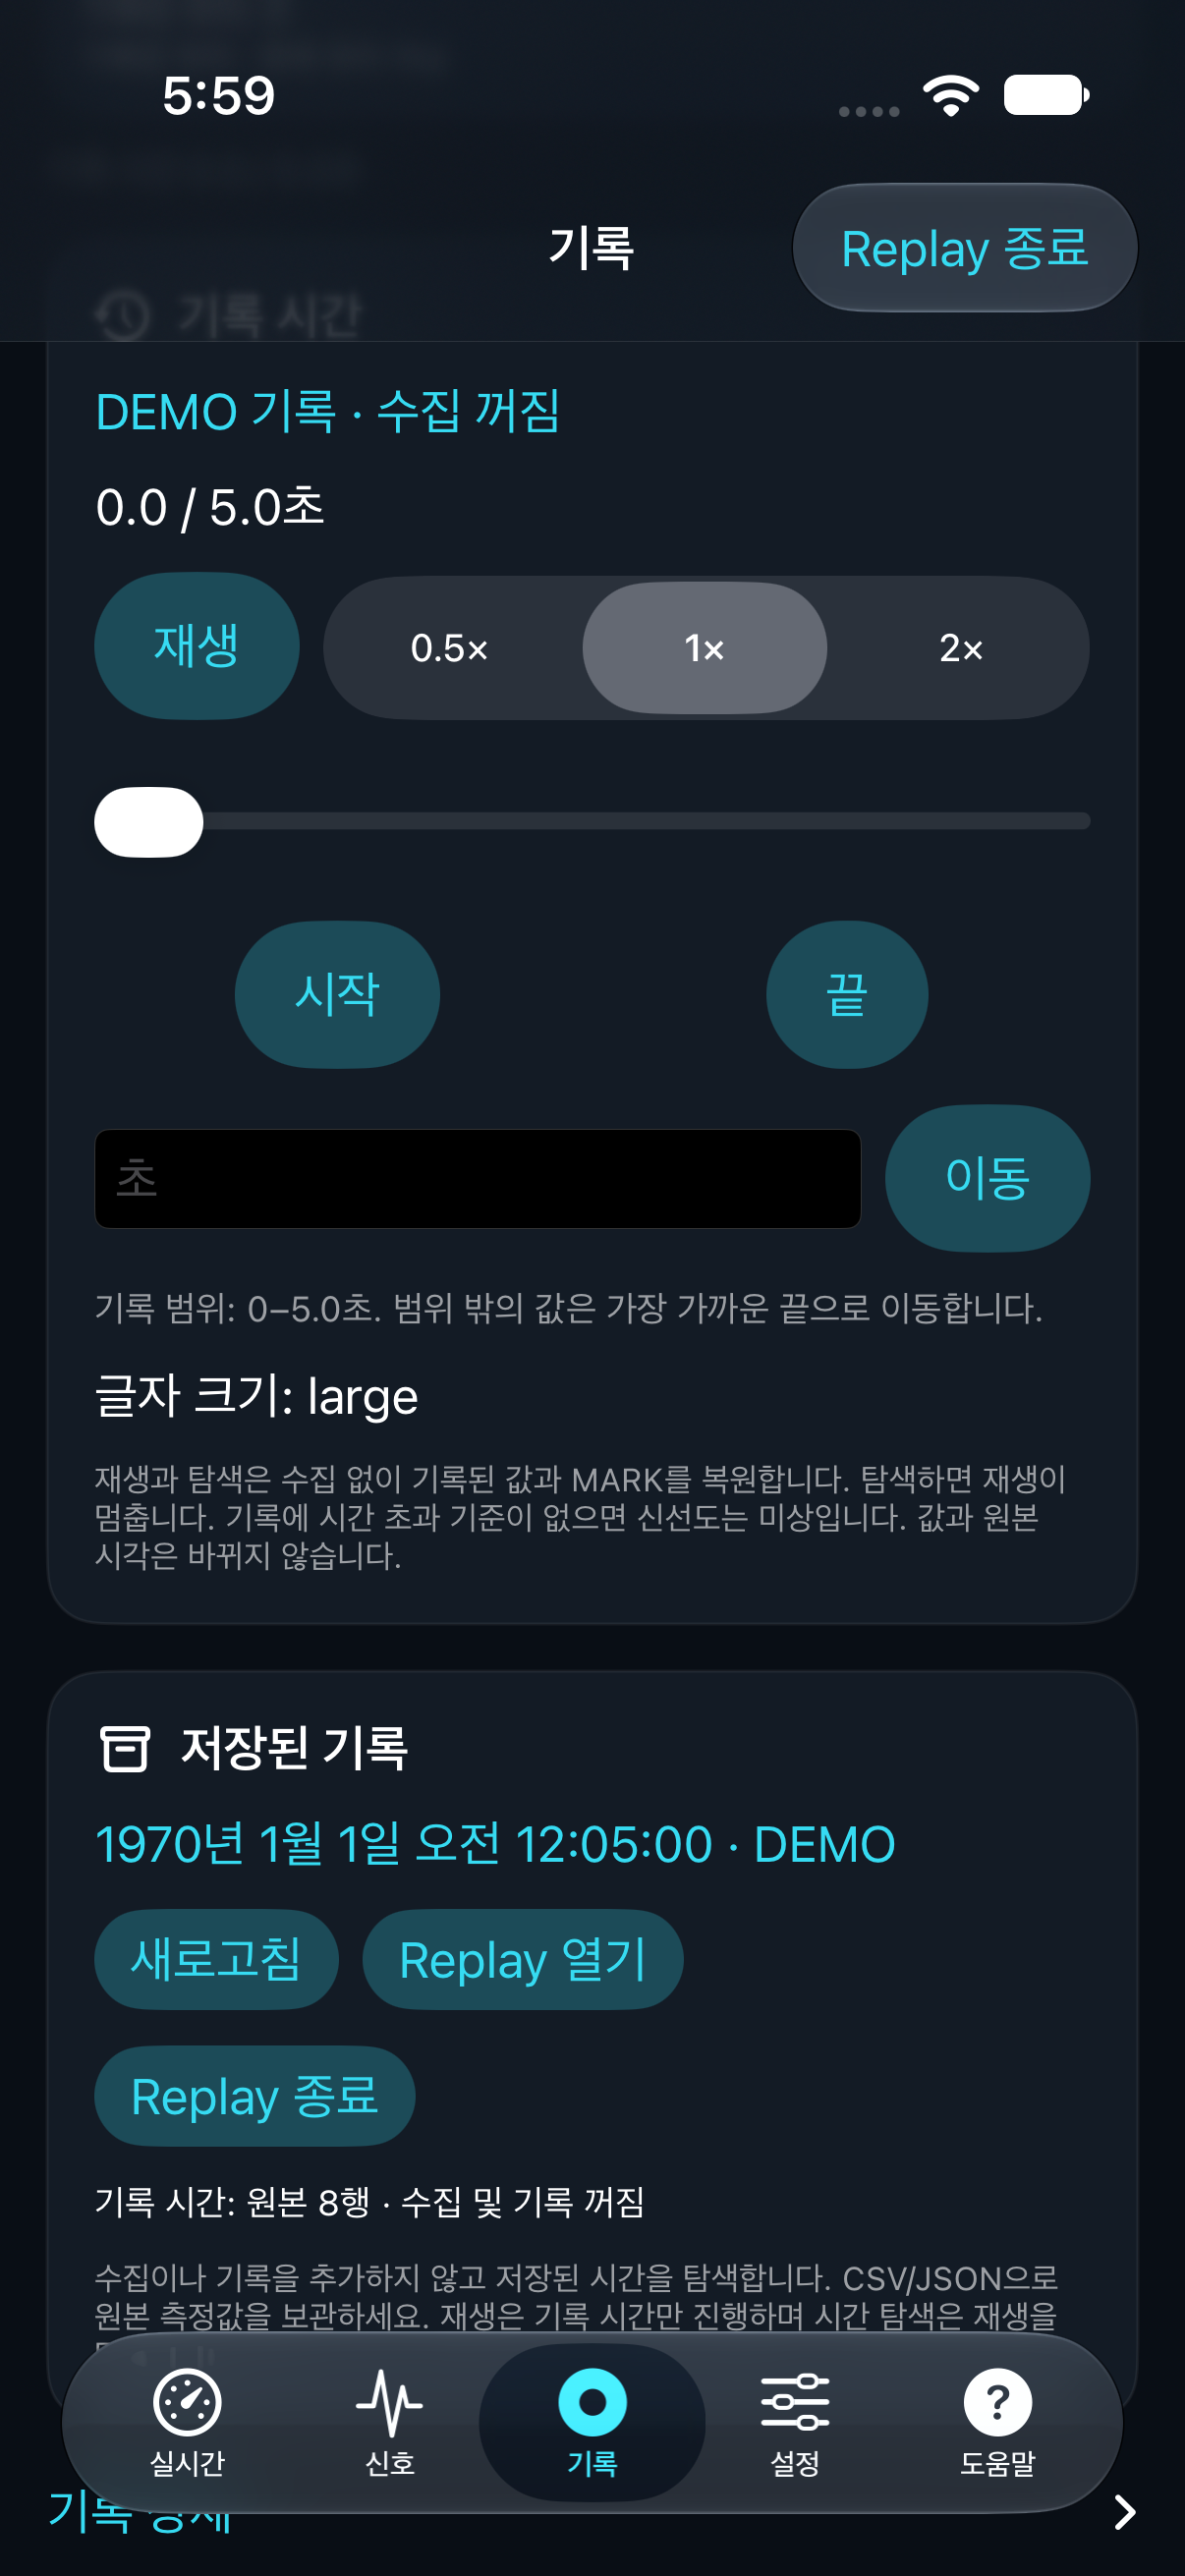 5:59
기록
Replay 종료
기록 시간
DEMO 기록 · 수집 꺼짐
0.0 / 5.0초
재생
0.5×
1×
2×
시작
끝
초
이동
기록 범위: 0–5.0초. 범위 밖의 값은 가장 가까운 끝으로 이동합니다.
글자 크기: large
재생과 탐색은 수집 없이 기록된 값과 MARK를 복원합니다. 탐색하면 재생이
멈춥니다. 기록에 시간 초과 기준이 없으면 신선도는 미상입니다. 값과 원본
시각은 바뀌지 않습니다.
저장된 기록
1970년 1월 1일 오전 12:05:00 · DEMO
새로고침
Replay 열기
Replay 종료
기록 시간: 원본 8행 · 수집 및 기록 꺼짐
수집이나 기록을 추가하지 않고 저장된 시간을 탐색합니다. CSV/JSON으로
원본 측정값을 보관하세요. 재생은 기록 시간만 진행하며 시간 탐색은 재생을
실시간
신호
기록
설정
도움말
기록